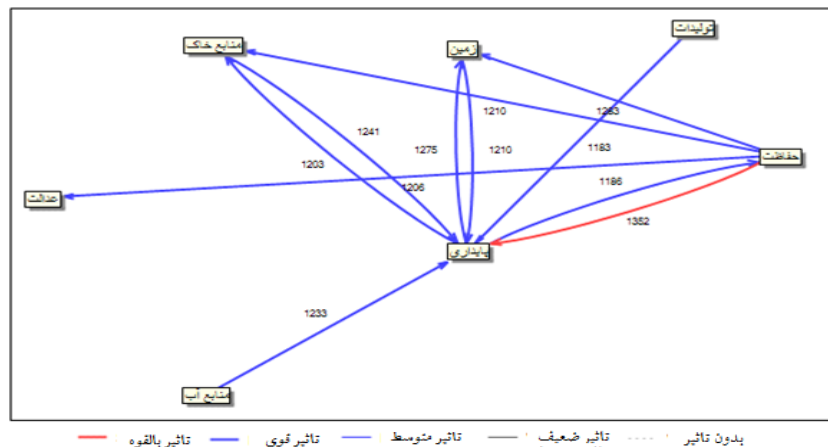 تولیدات
منابع خاک
زمین
1210
1241
1183
1275
1210
حفاظت
1203
1206
1186
عدالت
1352
پایداری
1233
منابع آب
بدون تاثیر
تاثیر ضعیف
تاثیر متوسط
تاثیر قوی
تاثیر بالقوه